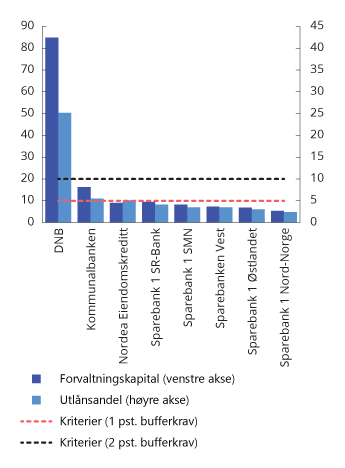 90 45
80 40
70 35
60 30
50 25
40 20
30 15
20 10
10 5
0 0
DNB
Kommunalbanken
Nordea Eiendomskreditt
Sparebank 1 SR-Bank
Sparebank 1 SMN
Sparebanken Vest
Sparebank 1 Østlandet
Sparebank 1 Nord-Norge
Forvaltningskapital (venstre akse)
Utlånsandel (høyre akse)
Kriterier (1 pst. bufferkrav)
Kriterier (2 pst. bufferkrav)